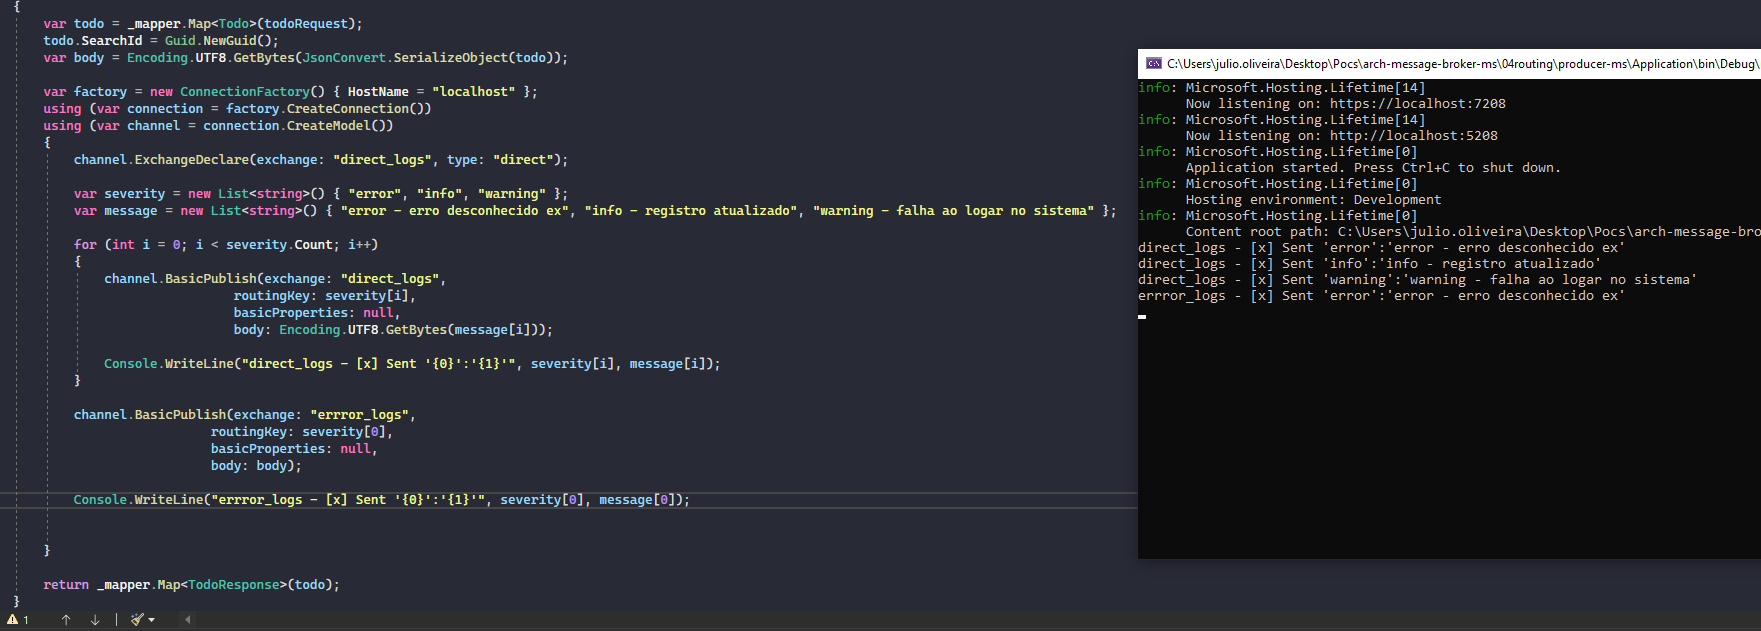 {
var todo = _mapper.Map<Todo>(todoRequest);
todo.SearchId = Guid.NewGuid();
var body = Encoding.UTF8.GetBytes(JsonConvert.SerializeObject(todo));
var factory = new ConnectionFactory() { HostName = "localhost" };
using (var connection = factory.CreateConnection())
using (var channel = connection.CreateModel())
{
channel.ExchangeDeclare(exchange: "direct_logs", type: "direct");
var severity = new List<string>() { "error", "info", "warning" };
var message = new List<string>() { "error - erro desconhecido ex", "info - registro atualizado", "warning - falha ao logar no sistema" };
for (int i = 0; i < severity.Count; i++)
{
channel.BasicPublish(exchange: "direct_logs",
routingKey: severity[i],
basicProperties: null,
body: Encoding.UTF8.GetBytes(message[i]));
Console.WriteLine("direct_logs - [x] Sent '{0}':'{1}'", severity[i], message[i]);
}
channel.BasicPublish(exchange: "errror_logs",
routingKey: severity[0],
basicProperties: null,
body: body);
Console.WriteLine("errror_logs - [x] Sent '{0}':'{1}'", severity[0], message[0]);
}
return _mapper.Map<TodoResponse>(todo);
}
1
C:\Users\julio.oliveira\Desktop\Pocs\arch-message-broker-ms\04routing\producer-ms\Application\bin\Debug\
info: Microsoft.Hosting.Lifetime[14]
Now listening on: https://localhost:7208
info: Microsoft.Hosting.Lifetime[14]
Now listening on: http://localhost:5208
info: Microsoft.Hosting.Lifetime[0]
Application started. Press Ctrl+C to shut down.
info: Microsoft.Hosting.Lifetime[0]
Hosting environment: Development
info: Microsoft.Hosting.Lifetime[0]
Content root path: C:\Users\julio.oliveira\Desktop\Pocs\arch-message-bro
direct_logs - [x] Sent 'error':'error - erro desconhecido ex'
direct_logs - [x] Sent 'info':'info - registro atualizado'
direct_logs - [x] Sent 'warning':'warning - falha ao logar no sistema'
errror_logs - [x] Sent 'error':'error - erro desconhecido ex'